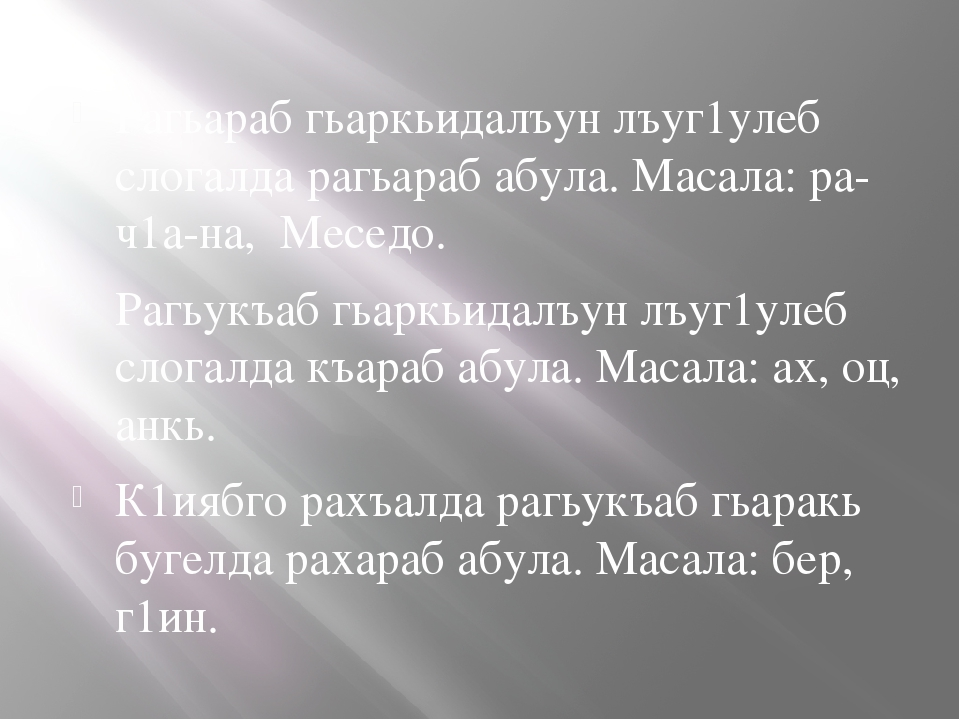 Рагьараб гьаркьидалъун лъуг1улеб
слогалда рагьараб абула. Масала: ра-
ч1а-на,  Меседо.
Рагьукъаб гьаркьидалъун лъуг1улеб
слогалда къараб абула. Масала: ах, оц,
анкь.
К1иябго рахъалда рагьукъаб гьаракь
бугелда рахараб абула. Масала: бер,
г1ин.